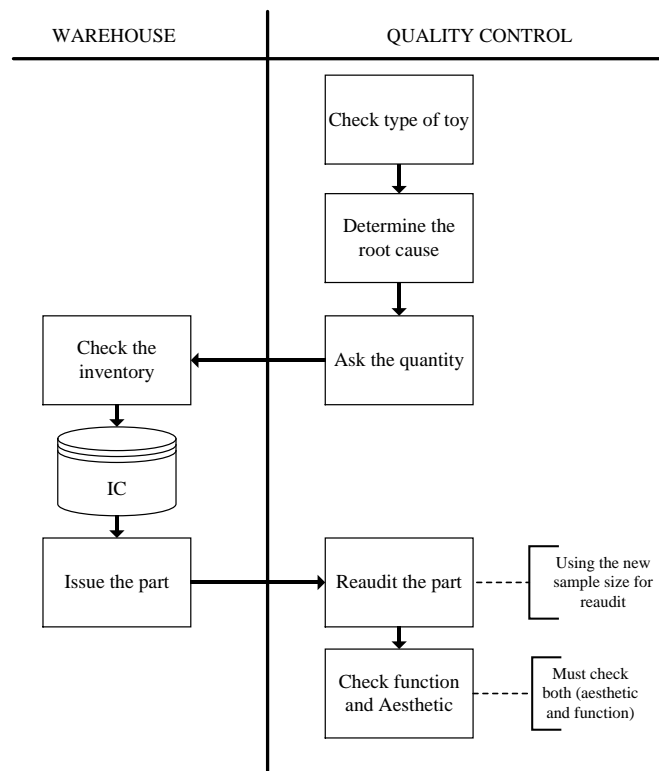 WAREHOUSE
QUALITY CONTROL
Check type of toy
Determine the
root cause
Check the
inventory
Ask the quantity
IC
Issue the part
Reaudit the part
Using the new
sample size for
reaudit
Check function
and Aesthetic
Must check
both (aesthetic
and function)